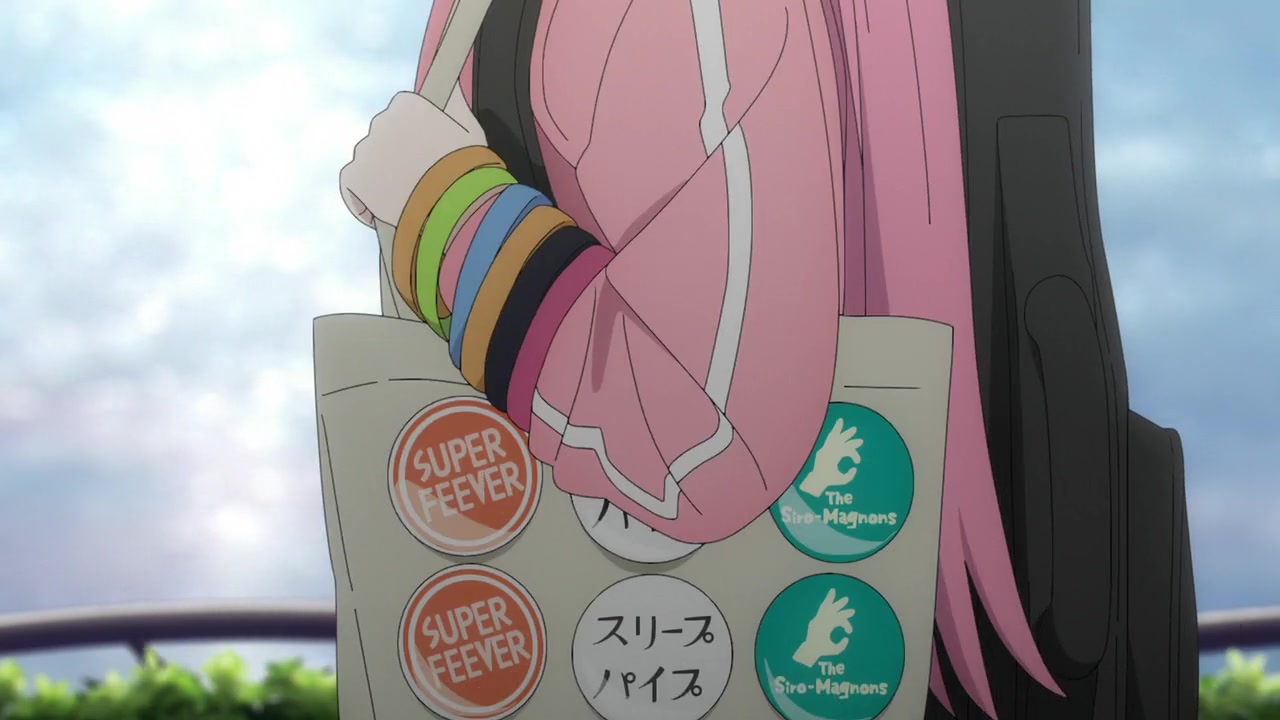 SUPER
FEEVER
The
Siro-Magnons
SUPER
FEEVER
スリープ
パイプ
The
Siro-Magnons